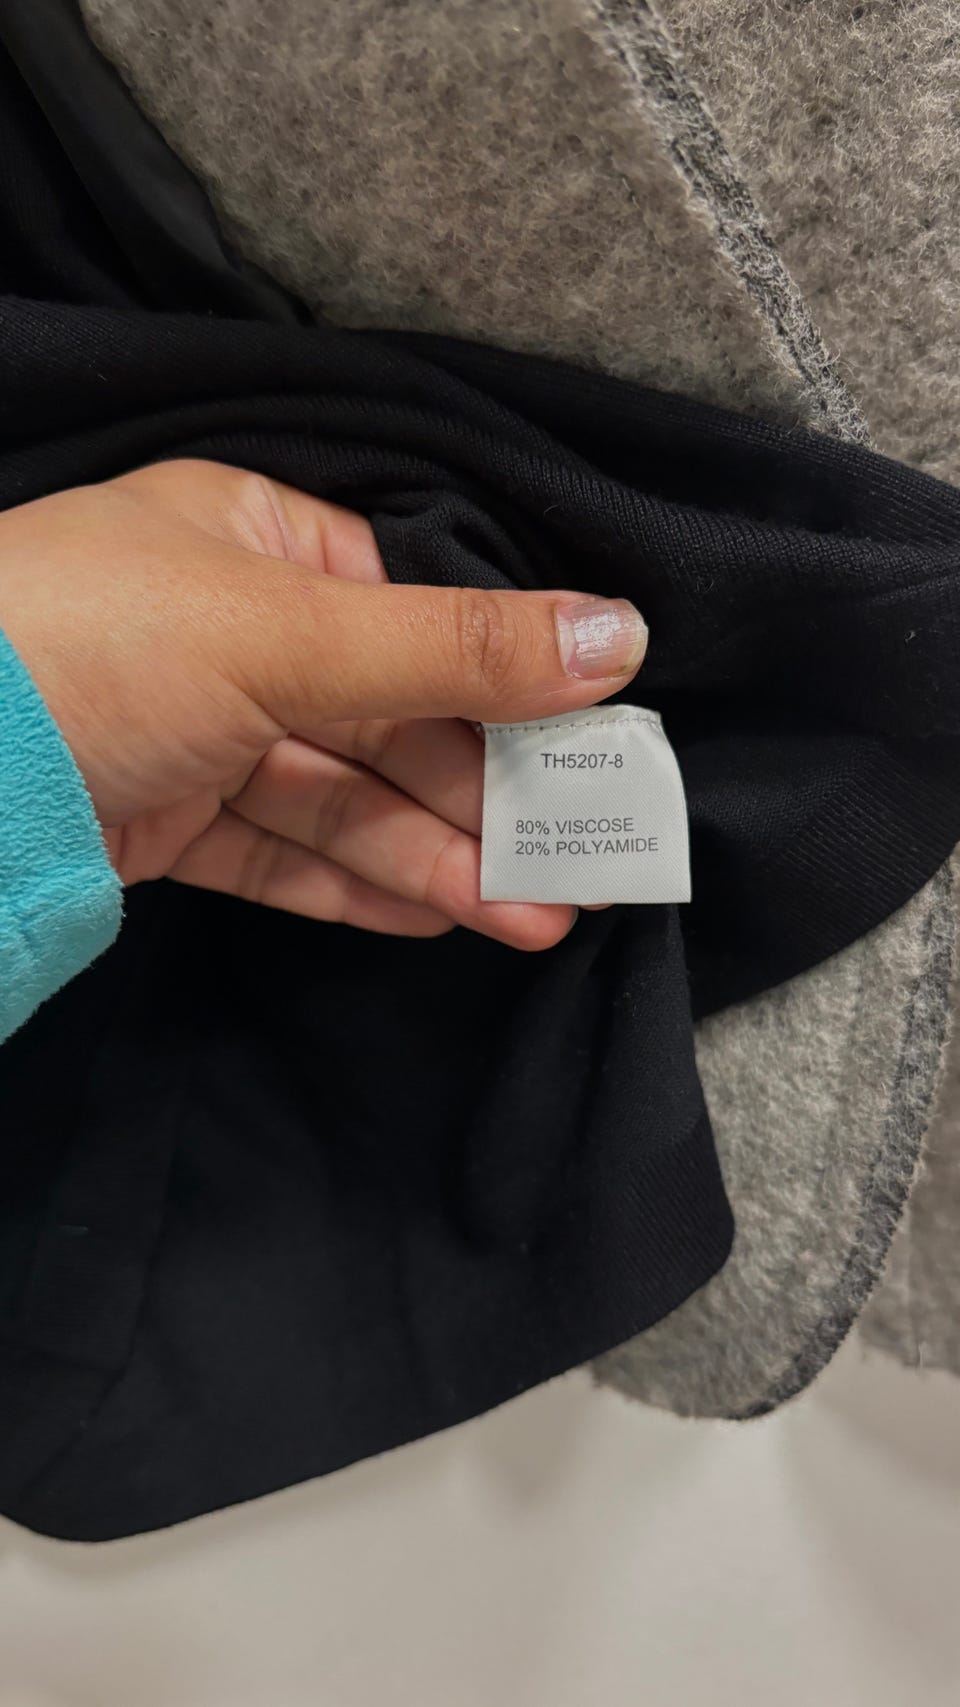 TH5207-8
80% VISCOSE
20% POLYAMIDE